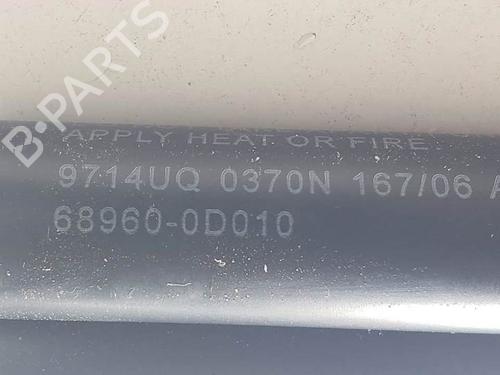 B-PARTS
APPLY HEAT OR FIRE
9714UQ 0370N 167/06 A
68960-0D010